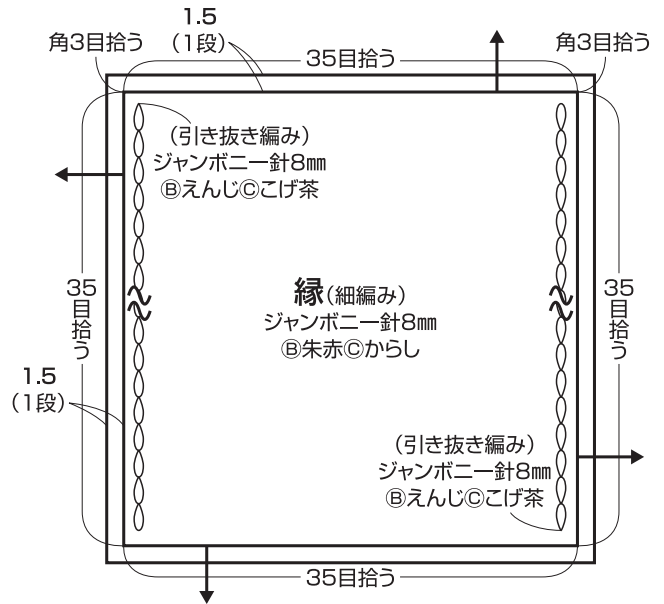 1.5
(1段)
角3目拾う
35目拾う
角3目拾う
(引き抜き編み)
ジャンボニー針8㎜
Ⓑえんじ©こげ茶
35目拾う
縁(細編み)
ジャンボニー針8㎜
Ⓑ朱赤©からし
35目拾う
1.5
(1段)
(引き抜き編み)
ジャンボニー針8㎜
Ⓑえんじ©こげ茶
35目拾う